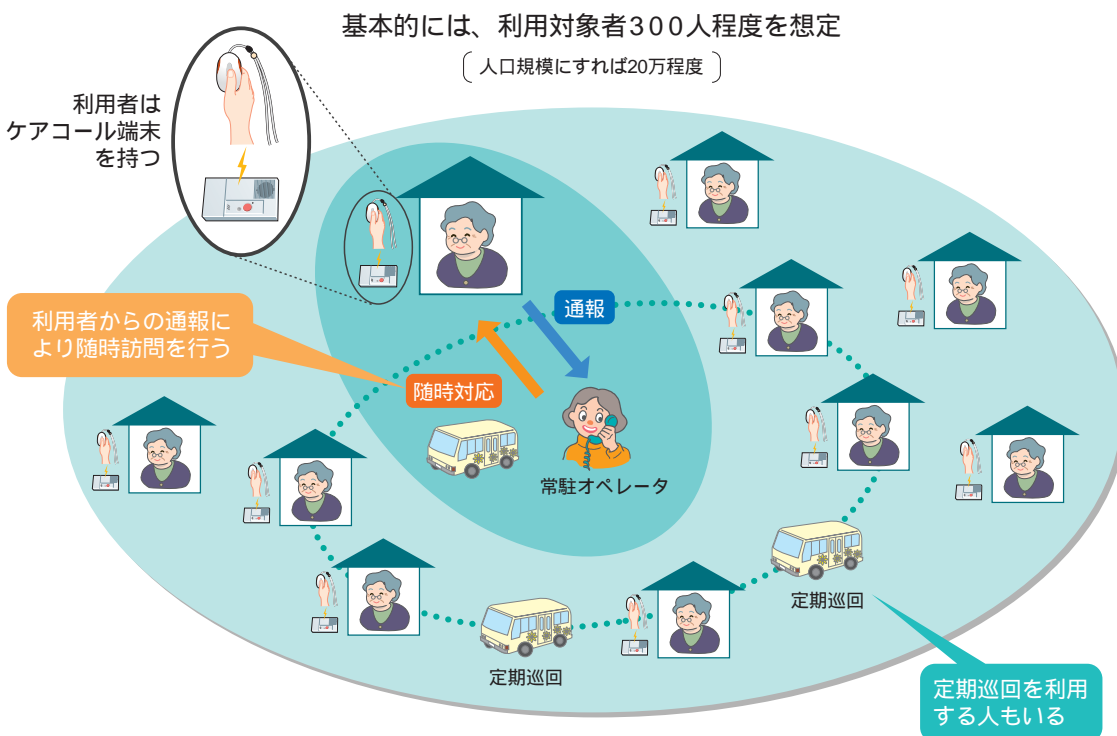 基本的には、利用対象者300人程度を想定
人口規模にすれば20万程度
利用者は
ケアコール端末
を持つ
通報
利用者からの通報に
より随時訪問を行う
随時対応
常駐オペレータ
定期巡回
定期巡回
定期巡回を利用
する人もいる